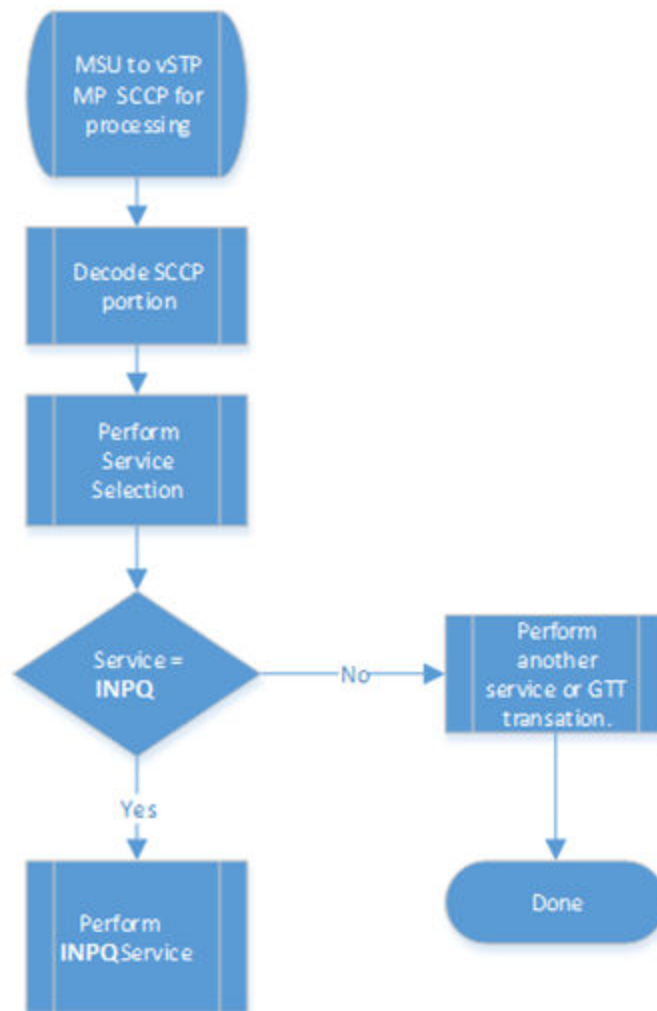 MSU to vSTP
MP SCCP for
processing
Decode SCCP
portion
Perform
Service
Selection
Service =
INPQ
No
Perform
another
service or GTT
transation.
Yes
Done
Perform
INPQService